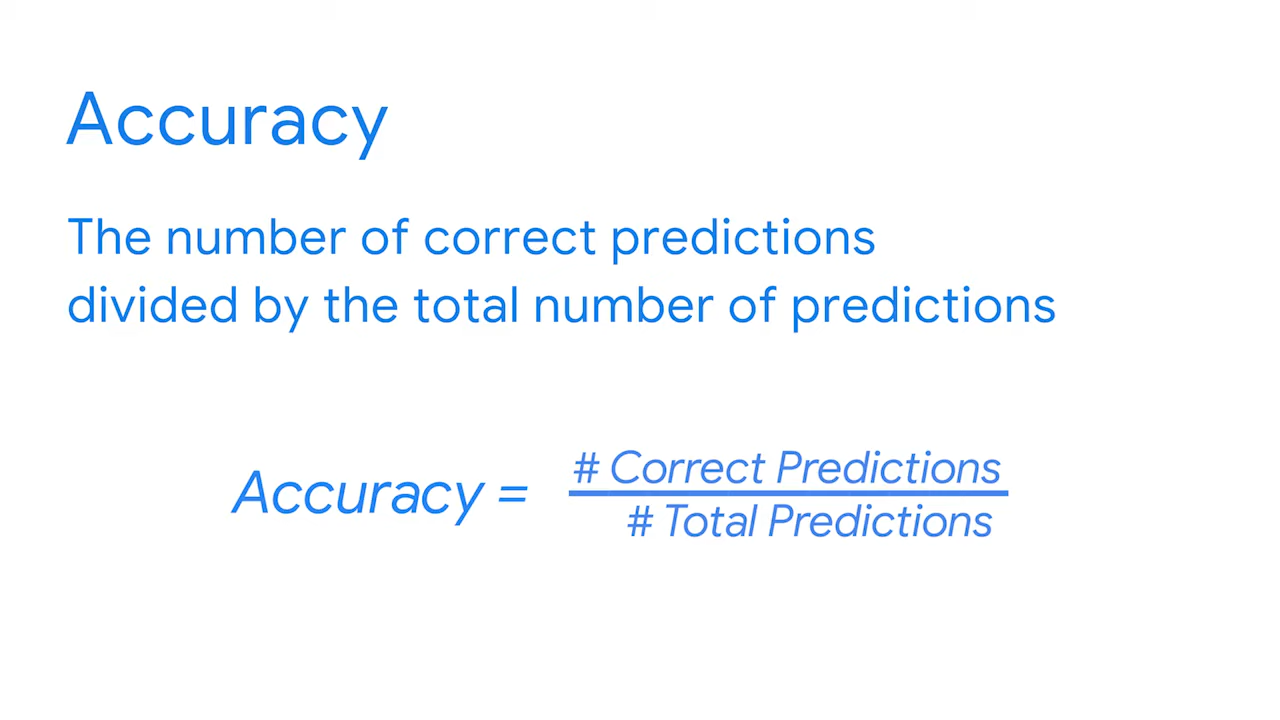 Accuracy
The number of correct predictions
divided by the total number of predictions
Accuracy =
# Correct Predictions
# Total Predictions